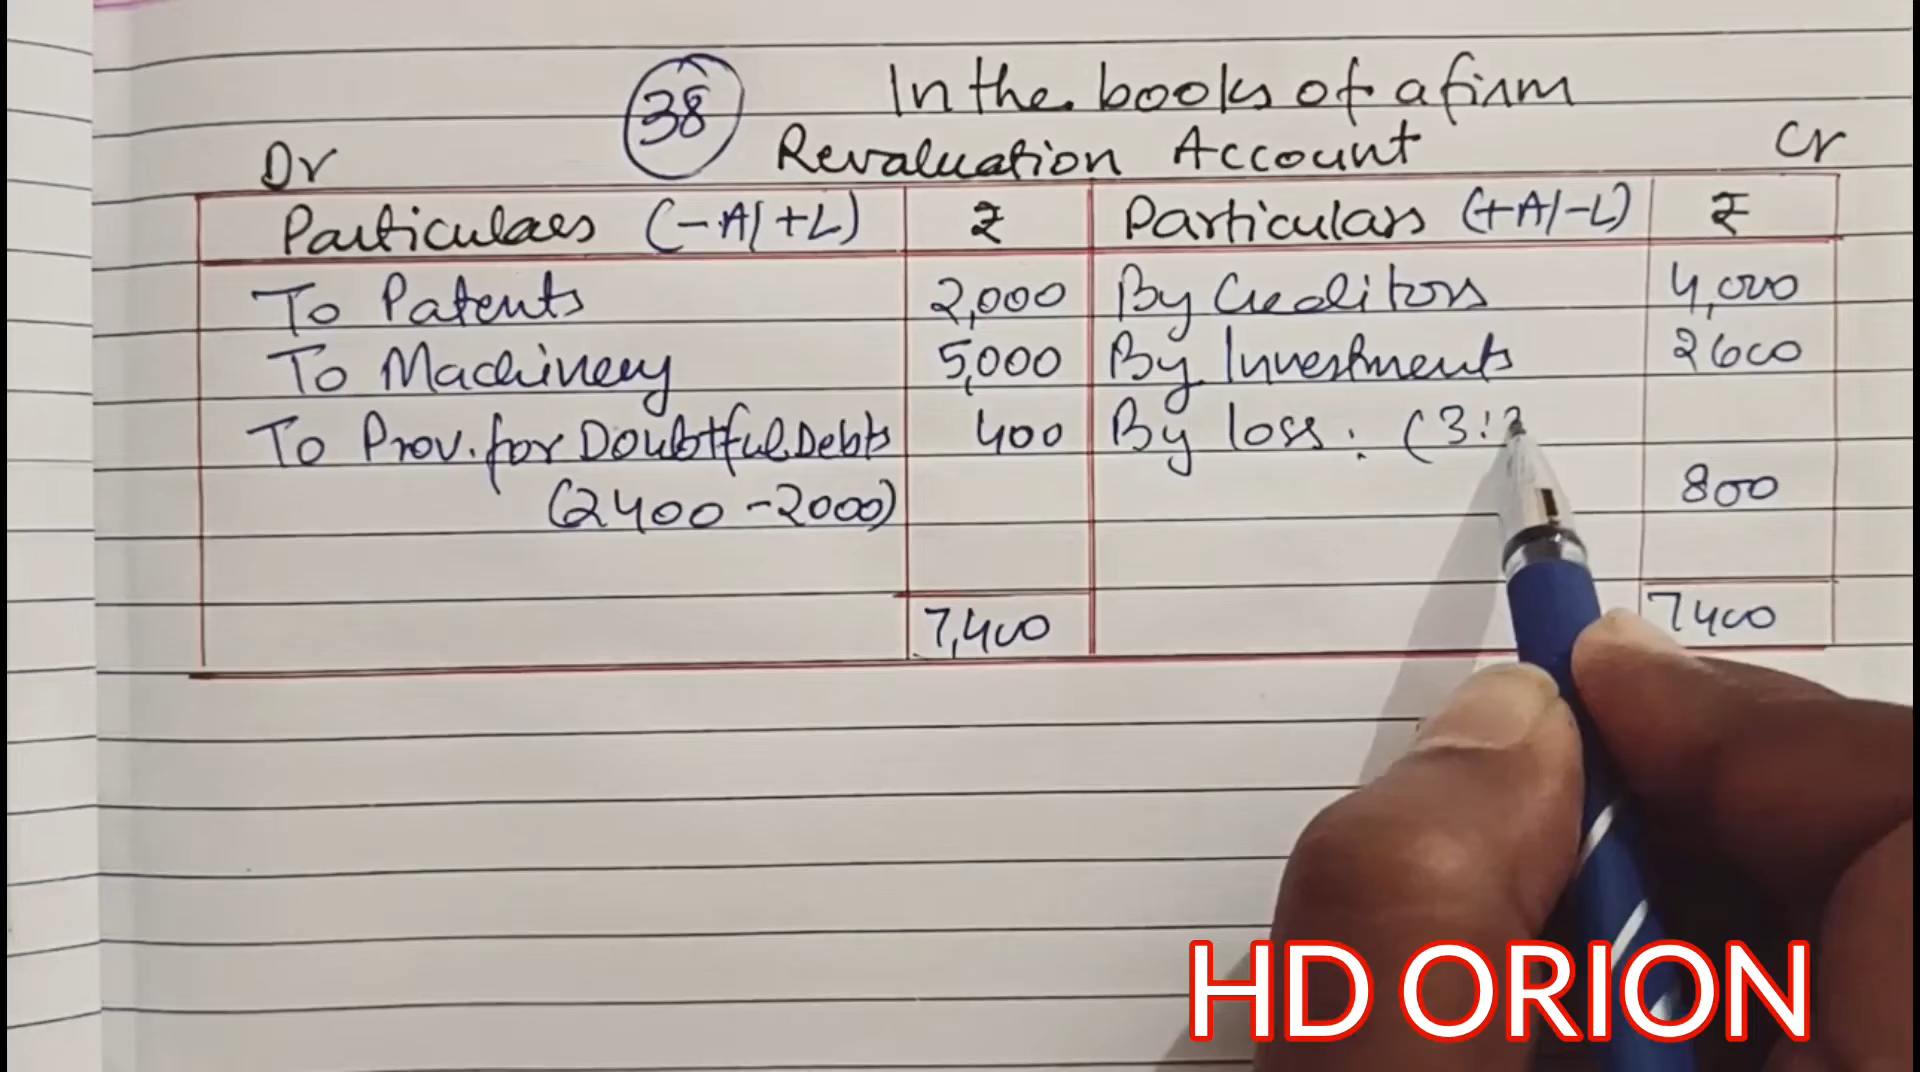 38 In the books of a firm
Dr Revaluation Account Cr
Particulars (-A/+L) ₹ Particulars (+A/-L) ₹
To Patents 2,000 By Creditors 4,000
To Machinery 5,000 By Investments 2600
To Prov. for Doubtful Debts 400 By loss: (3:
(2400-2000) 800
7,400 7400
HD ORION